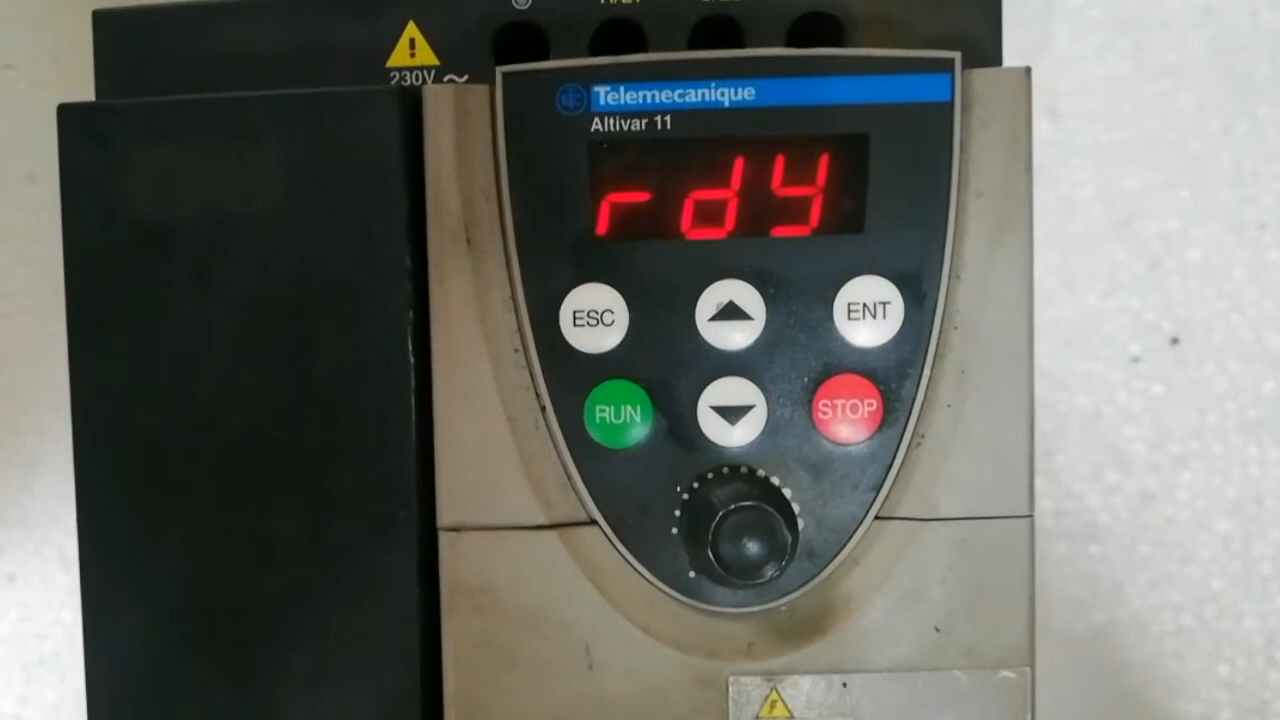 230V ~
Telemecanique
Altivar 11
rdy
ESC
ENT
RUN
STOP